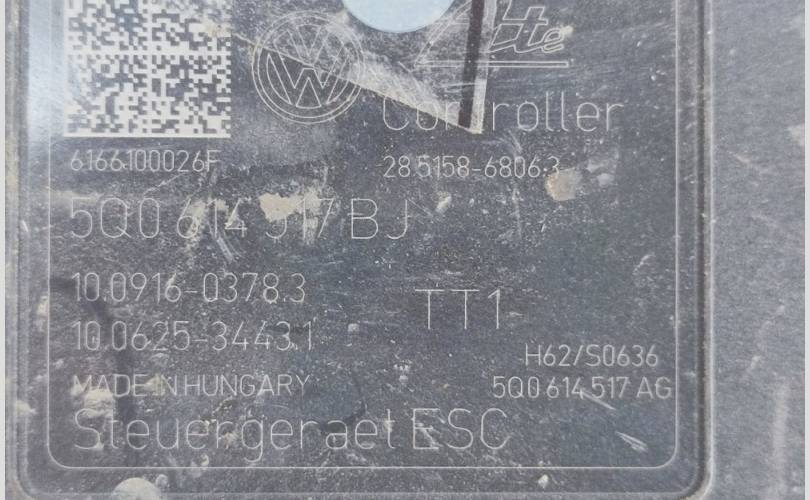 VW Ate
Controller
6166100026F 28.5158-6806.3
5Q0 614 517 BJ
10.0916-0378.3
TT1
10.0625-3443.1
H62/S0636
MADE IN HUNGARY 5Q0 614 517 AG
Steuergeraet ESC